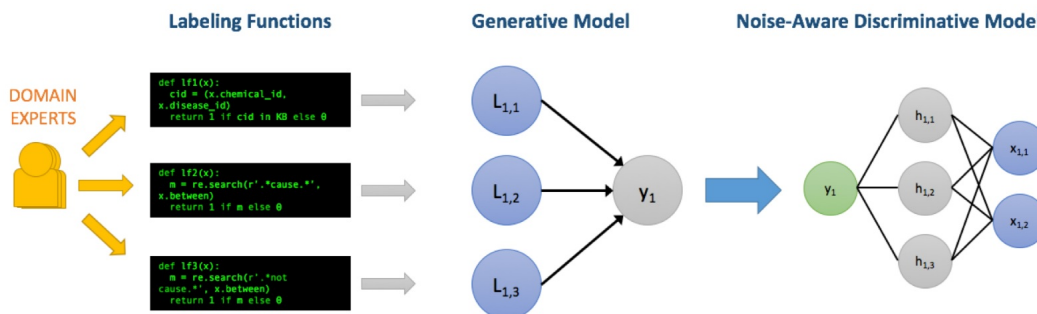 Labeling Functions
Generative Model
Noise-Aware Discriminative Model
DOMAIN
EXPERTS
def lf1(x):
cid = (x.chemical_id,
x.disease_id)
return 1 if cid in KB else 0
def lf2(x):
m = re.search(r'.*cause.*',
x.between)
return 1 if m else 0
def lf3(x):
m = re.search(r'.*not
cause.*', x.between)
return 1 if m else 0
L1,1
L1,2
L1,3
y1
y1
h1,1
h1,2
h1,3
x1,1
x1,2